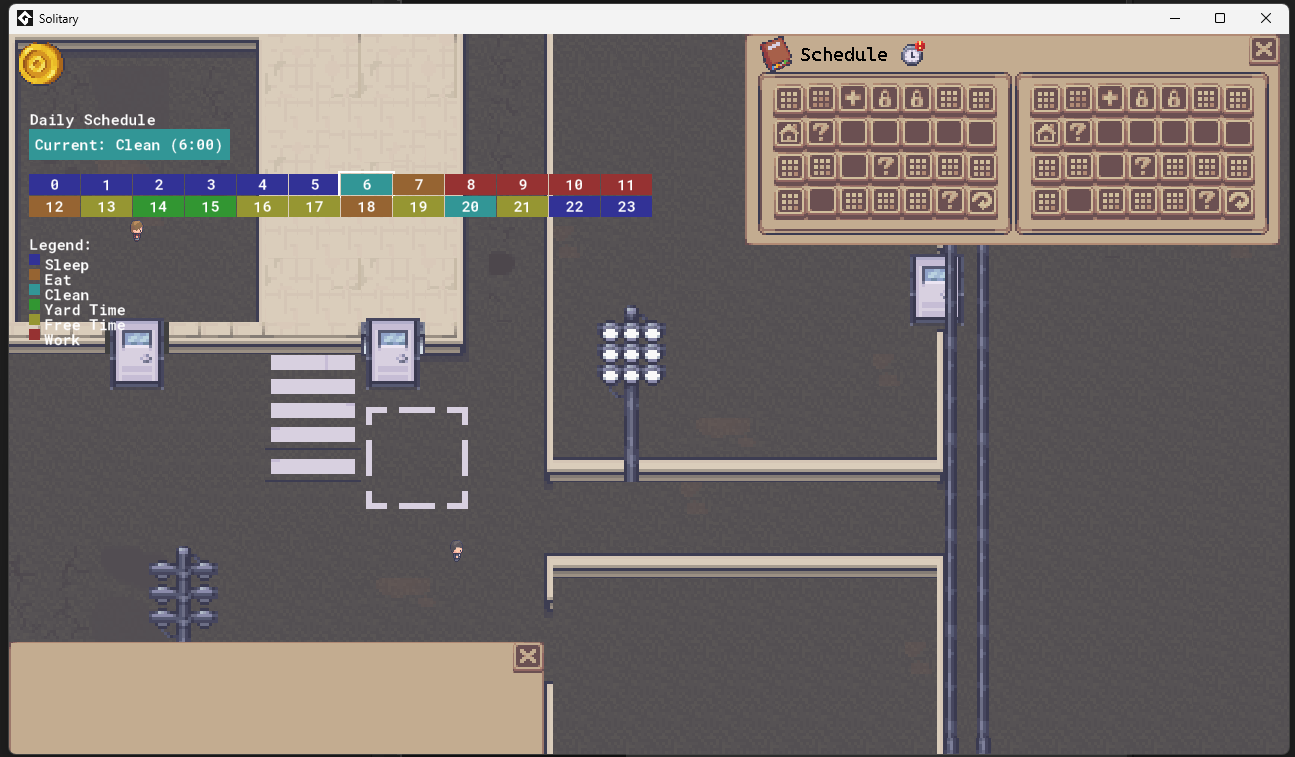 Solitary
Schedule
Daily Schedule
Current: Clean (6:00)
0 1 2 3 4 5 6 7 8 9 10 11
12 13 14 15 16 17 18 19 20 21 22 23
Legend:
Sleep
Eat
Clean
Yard Time
Free Time
Work